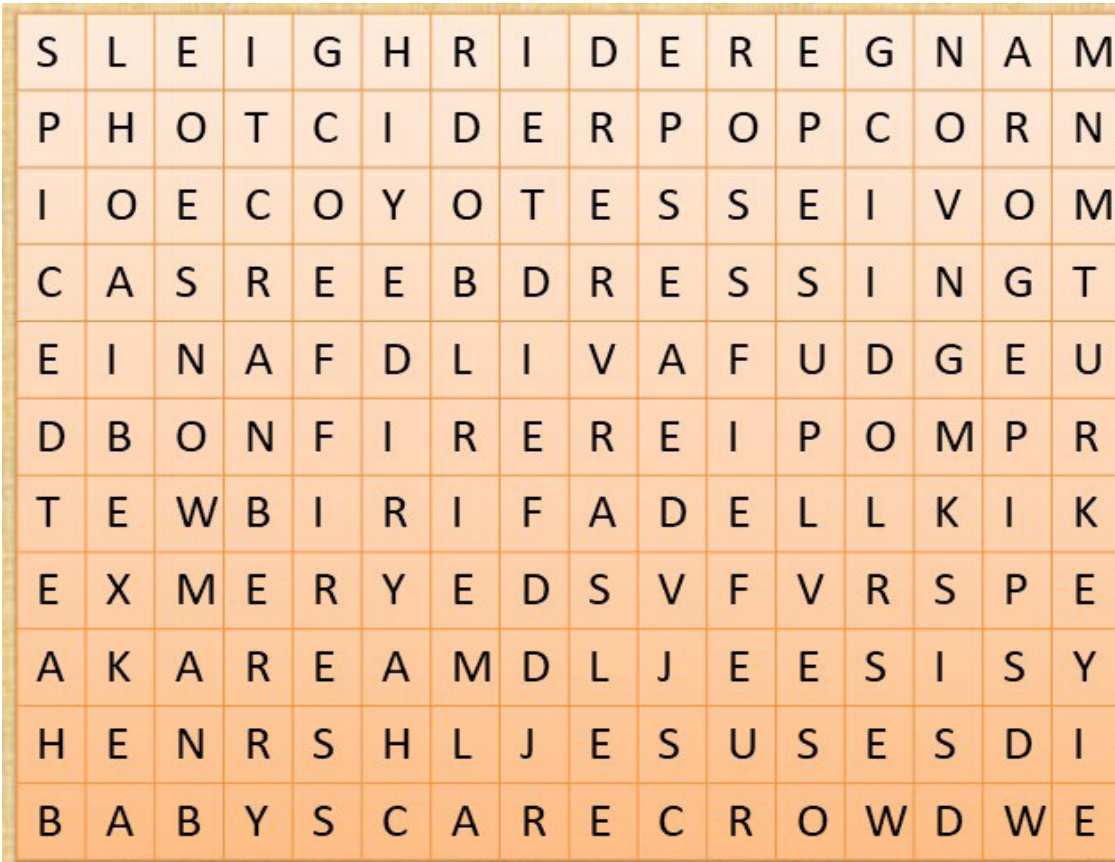 S L E I G H R I D E R E G N A M
P H O T C I D E R P O P C O R N
I O E C O Y O T E S S E I V O M
C A S R E E B D R E S S I N G T
E I N A F D L I V A F U D G E U
D B O N F I R E R E I P O M P R
T E W B I R I F A D E L L K I K
E X M E R Y E D S V F V R S P E
A K A R E A M D L J E E S I S Y
H E N R S H L J E S U S E S D I
B A B Y S C A R E C R O W D W E